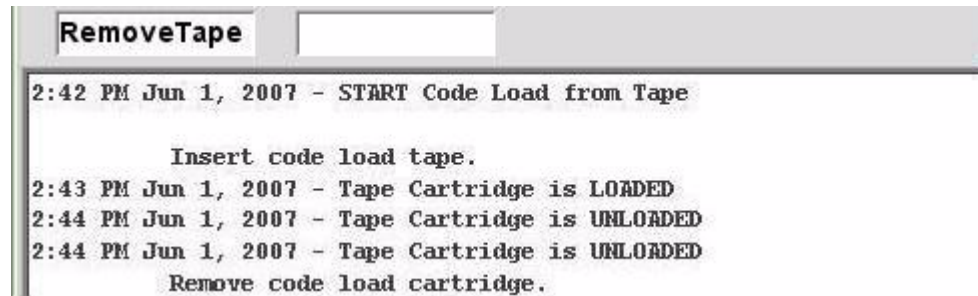 RemoveTape
2:42 PM Jun 1, 2007 - START Code Load from Tape
Insert code load tape.
2:43 PM Jun 1, 2007 - Tape Cartridge is LOADED
2:44 PM Jun 1, 2007 - Tape Cartridge is UNLOADED
2:44 PM Jun 1, 2007 - Tape Cartridge is UNLOADED
Remove code load cartridge.